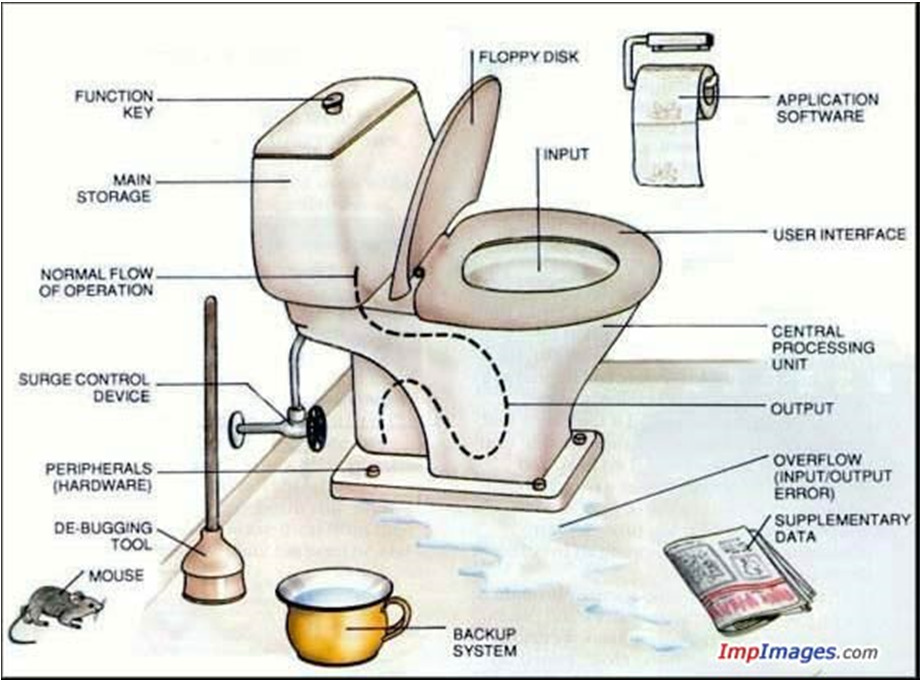 FLOPPY DISK
FUNCTION
KEY
APPLICATION
SOFTWARE
INPUT
MAIN
STORAGE
USER INTERFACE
NORMAL FLOW
OF OPERATION
CENTRAL
PROCESSING
UNIT
SURGE CONTROL
DEVICE
OUTPUT
PERIPHERALS
(HARDWARE)
OVERFLOW
(INPUT/OUTPUT
ERROR)
DE-BUGGING
TOOL
SUPPLEMENTARY
DATA
MOUSE
BACKUP
SYSTEM
ImpImages.com